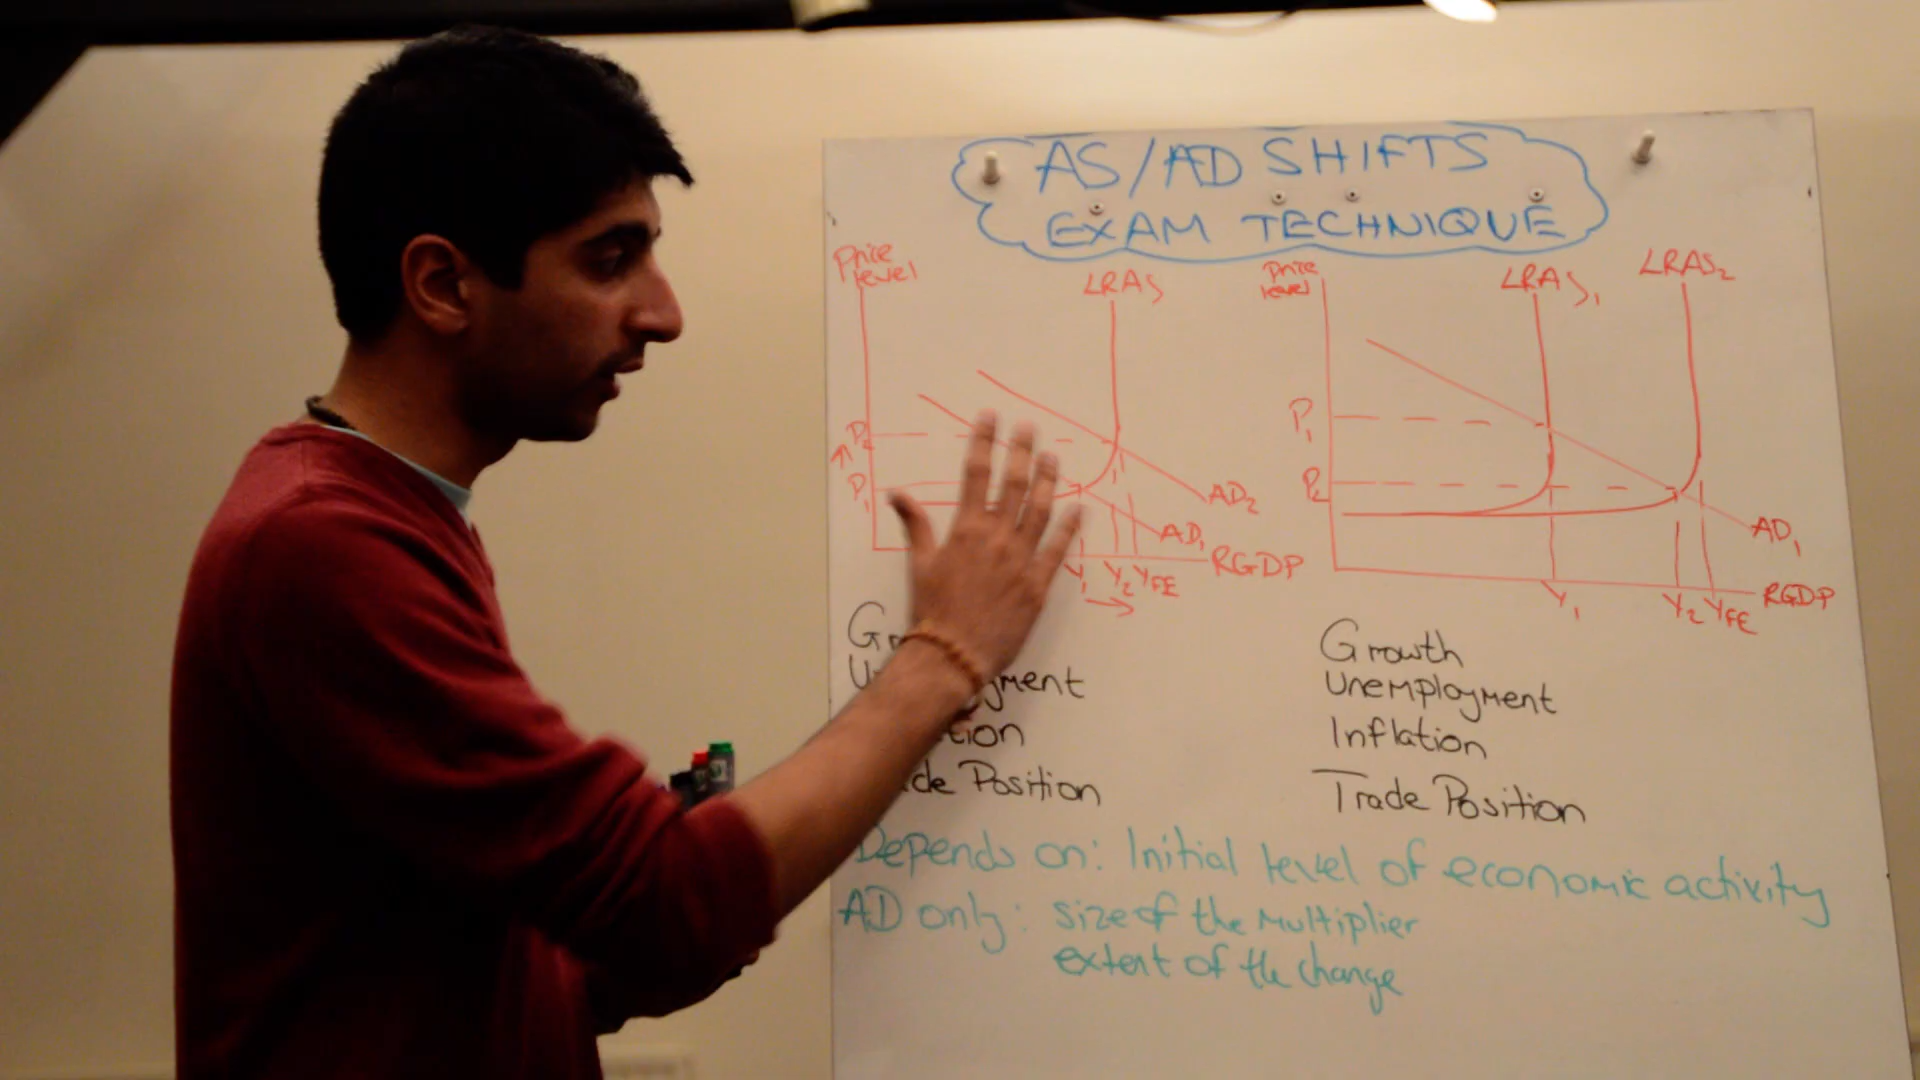 AS/AD SHIFTS
EXAM TECHNIQUE
Price level
LRAS
P2
P1
AD2
AD1
RGDP
Y1 Y2 YFE
Price level
LRAS1
LRAS2
P1
P2
AD1
RGDP
Y1
Y2 YFE
Position
Growth
Unemployment
Inflation
Trade Position
Depends on: Initial level of economic activity
AD only: size of the multiplier
extent of the change